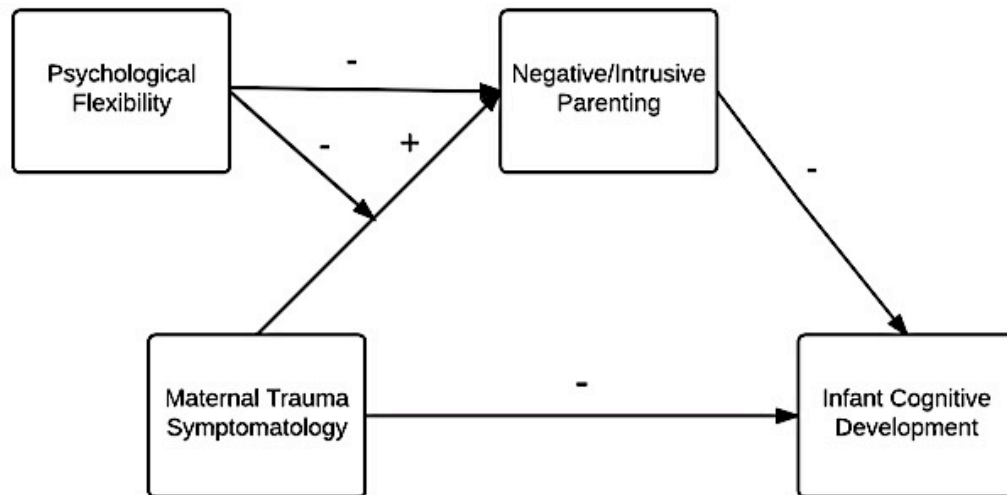 Psychological
Flexibility
-
Negative/Intrusive
Parenting
-
+
-
Maternal Trauma
Symptomatology
-
Infant Cognitive
Development